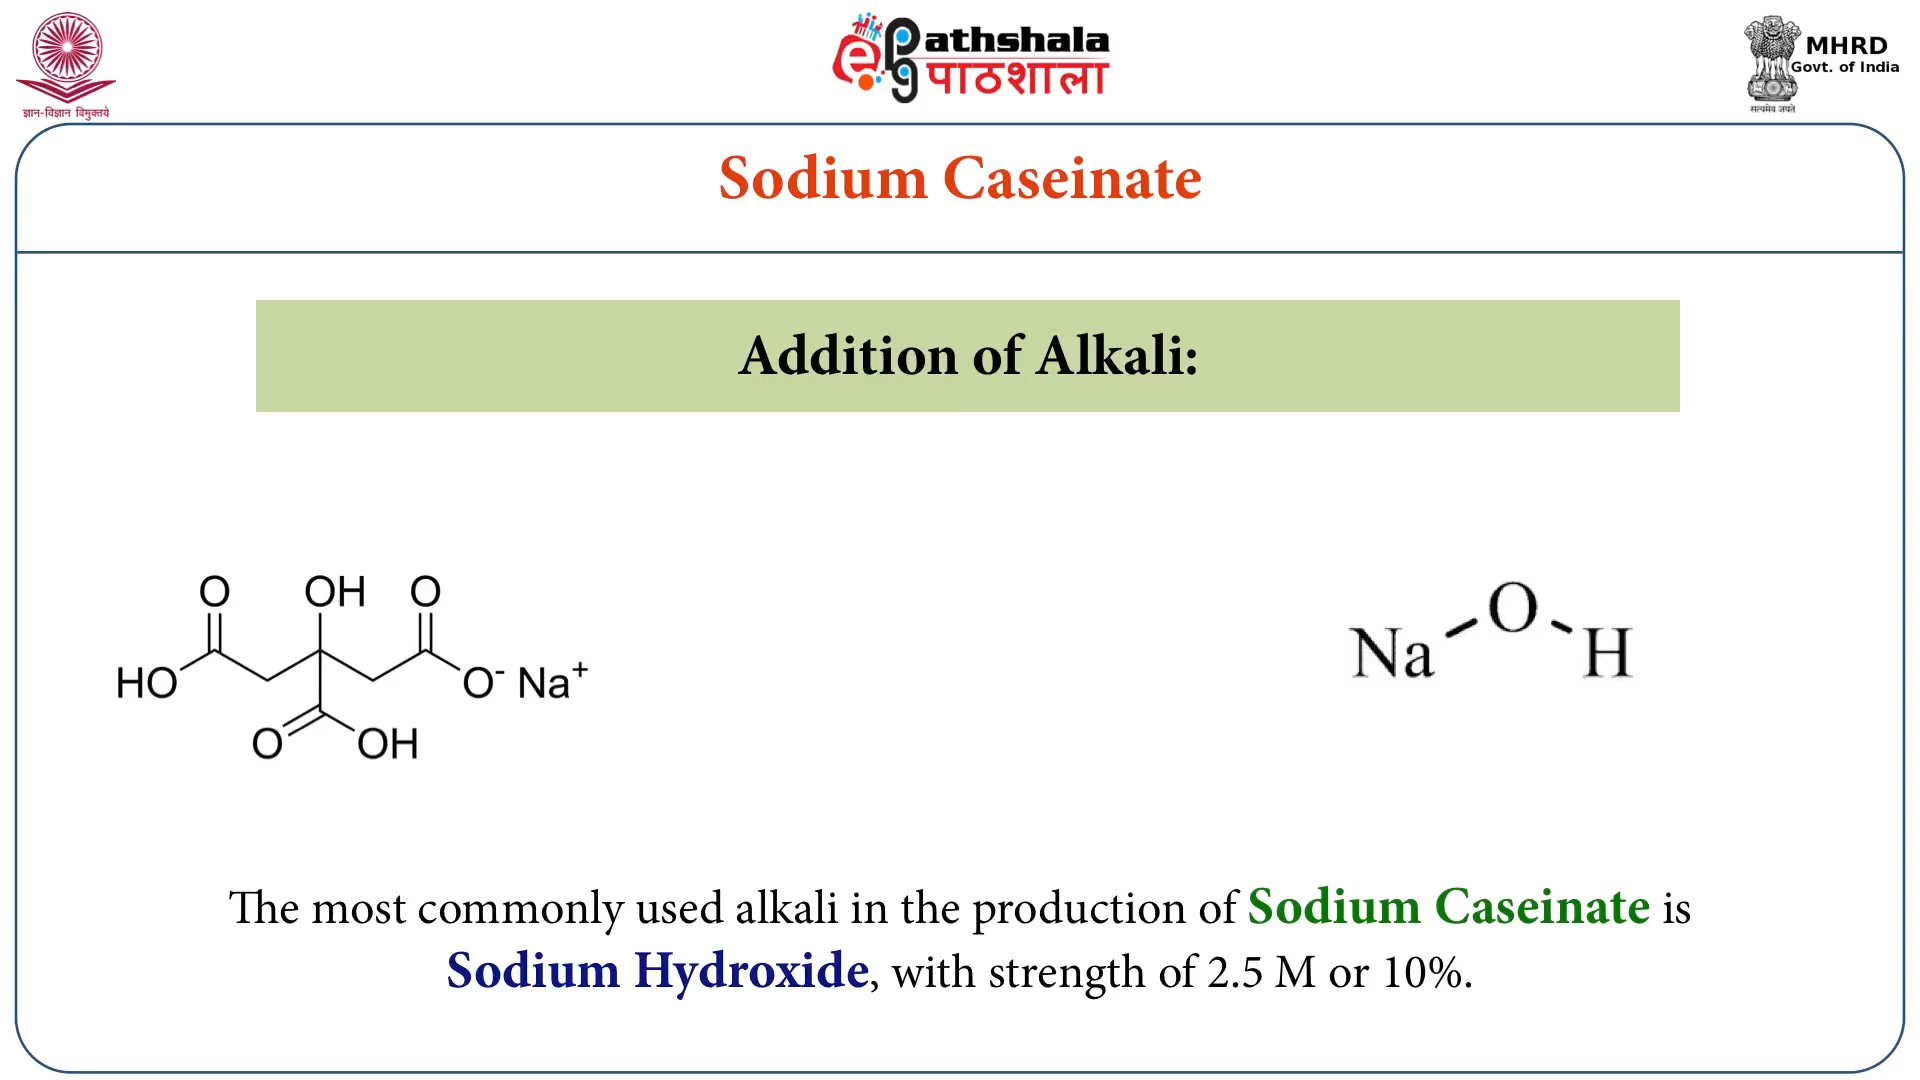 ज्ञान-विज्ञान विमुक्तये
ePG Pathshala
पाठशाला
MHRD
Govt. of India
सत्यमेव जयते
Sodium Caseinate
Addition of Alkali:
O OH O
HO O⁻ Na⁺
O OH
Na O H
The most commonly used alkali in the production of Sodium Caseinate is
Sodium Hydroxide, with strength of 2.5 M or 10%.